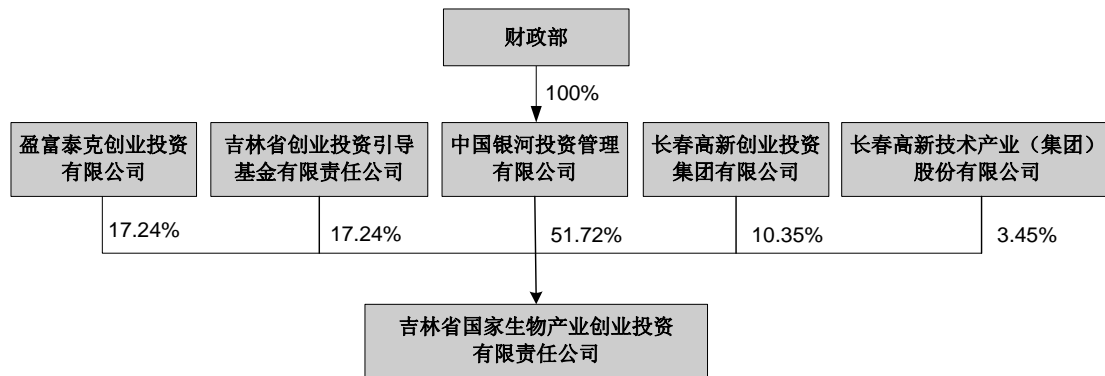 财政部
100%
盈富泰克创业投资
有限公司
吉林省创业投资引导
基金有限责任公司
中国银河投资管理
有限公司
长春高新创业投资
集团有限公司
长春高新技术产业（集团）
股份有限公司
17.24%
17.24%
51.72%
10.35%
3.45%
吉林省国家生物产业创业投资
有限责任公司